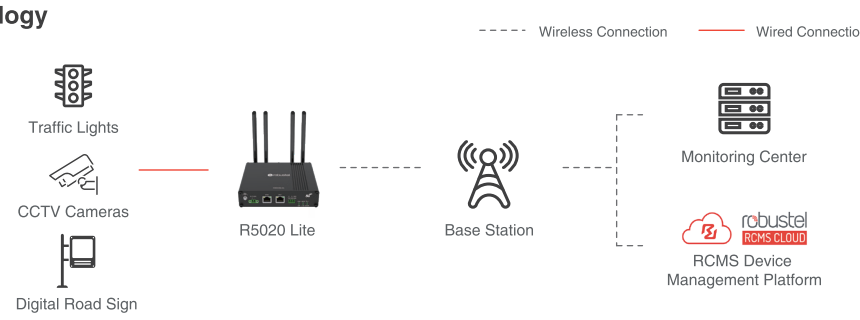 logy
Wireless Connection
Wired Connectio
Traffic Lights
CCTV Cameras
Digital Road Sign
R5020 Lite
Base Station
Monitoring Center
robustel
RCMS CLOUD
RCMS Device
Management Platform